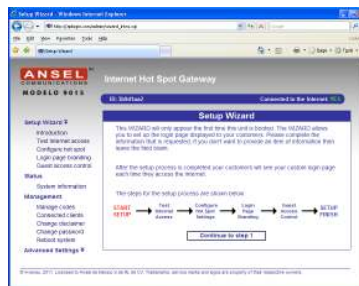 Setup Wizard - Windows Internet Explorer
Setup Wizard
ANSEL
COMMUNICATIONS
MODELO 9015
Internet Hot Spot Gateway
Connected to the Internet: YES
Setup Wizard
Introduction
Test Internet access
Configure hot spot
Login page branding
Guest access control
Status
System information
Management
Manage codes
Connected clients
Change disclaimer
Change password
Reboot system
Advanced Settings
Setup Wizard
This WIZARD will only appear the first time this unit is booted. The WIZARD allows
you to set up the login page displayed to your customers. Please complete the
information that is requested, if you don't want to provide an item of information then
leave the field blank.
After the setup process is completed your customers will see your custom login page
each time they access the Internet.
The steps for the setup process are shown below.
START SETUP
Test Internet Access
Configure Hot Spot Settings
Login Page Branding
Guest Access Control
SETUP FINISH
Continue to step 1